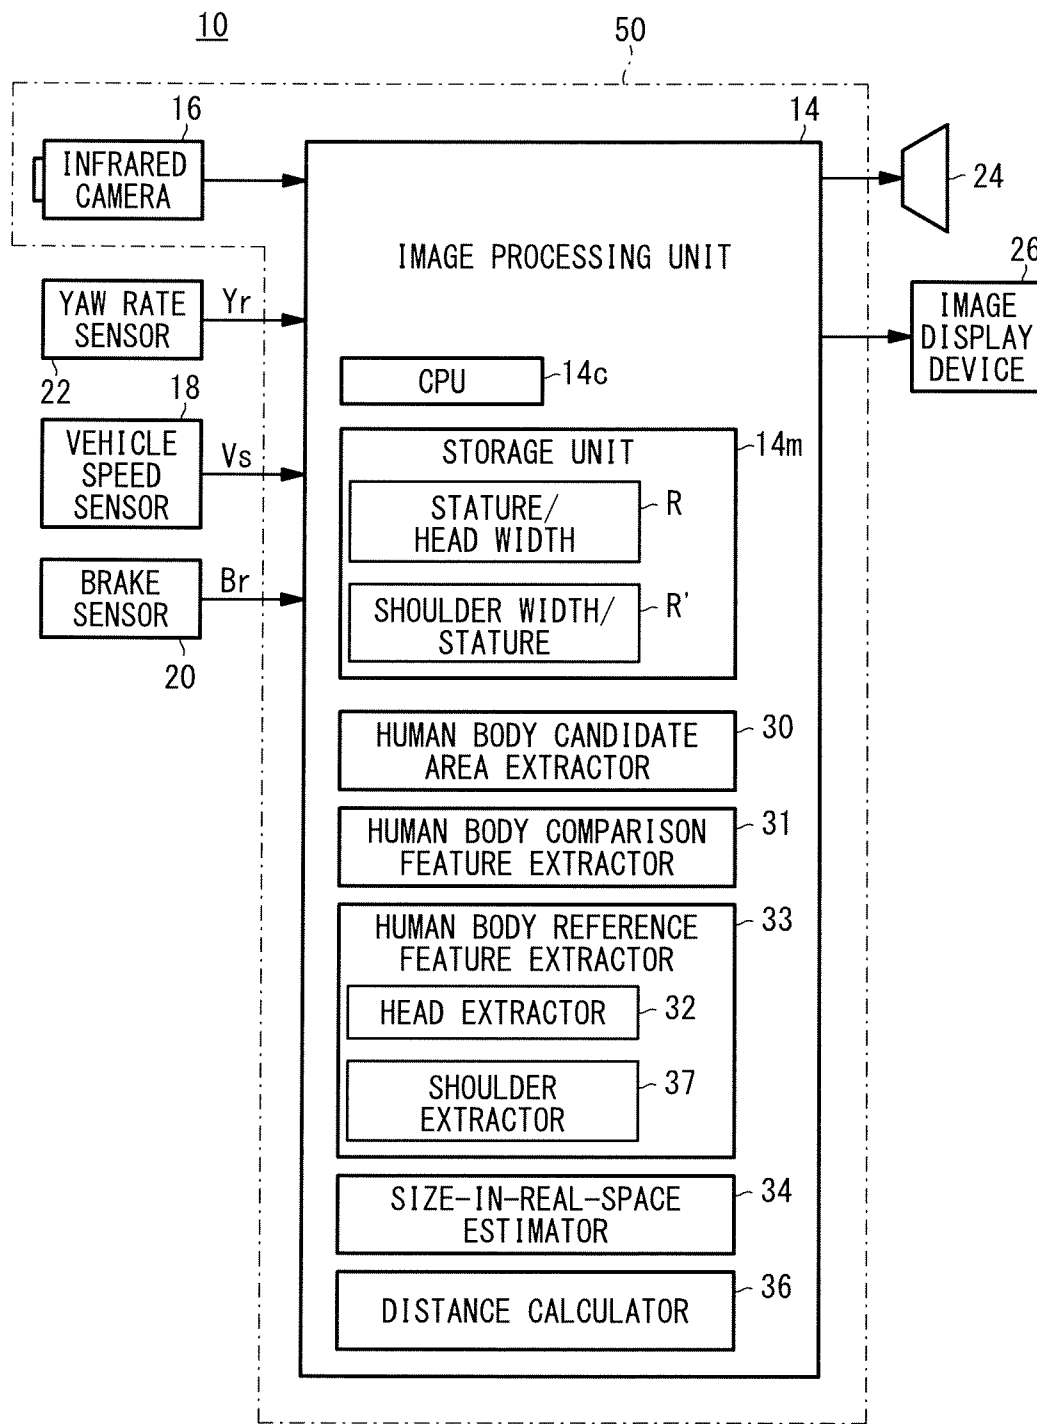 10
50
16
14
INFRARED
CAMERA
24
IMAGE PROCESSING UNIT
26
YAW RATE
SENSOR
Yr
IMAGE
DISPLAY
DEVICE
22
CPU
14c
18
VEHICLE
SPEED
SENSOR
Vs
STORAGE UNIT
14m
STATURE/
HEAD WIDTH
R
BRAKE
SENSOR
Br
SHOULDER WIDTH/
STATURE
R'
20
HUMAN BODY CANDIDATE
AREA EXTRACTOR
30
HUMAN BODY COMPARISON
FEATURE EXTRACTOR
31
HUMAN BODY REFERENCE
FEATURE EXTRACTOR
33
HEAD EXTRACTOR
32
SHOULDER
EXTRACTOR
37
SIZE-IN-REAL-SPACE
ESTIMATOR
34
DISTANCE CALCULATOR
36